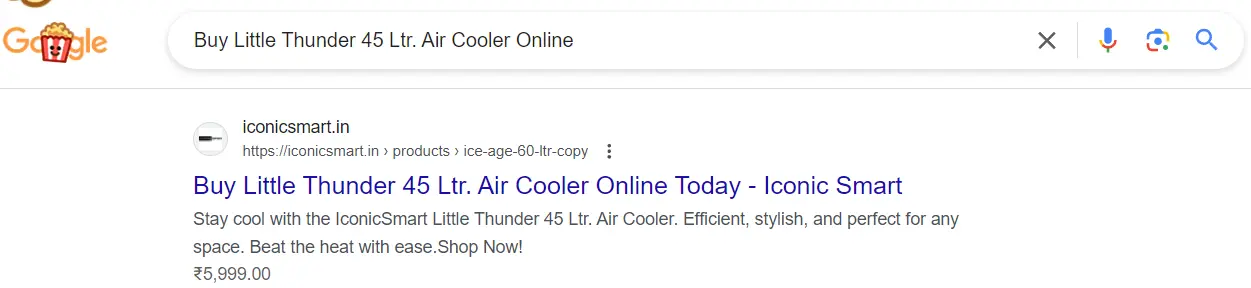 Google
Buy Little Thunder 45 Ltr. Air Cooler Online
iconicsmart.in
https://iconicsmart.in › products › ice-age-60-ltr-copy
Buy Little Thunder 45 Ltr. Air Cooler Online Today - Iconic Smart
Stay cool with the IconicSmart Little Thunder 45 Ltr. Air Cooler. Efficient, stylish, and perfect for any
space. Beat the heat with ease.Shop Now!
₹5,999.00